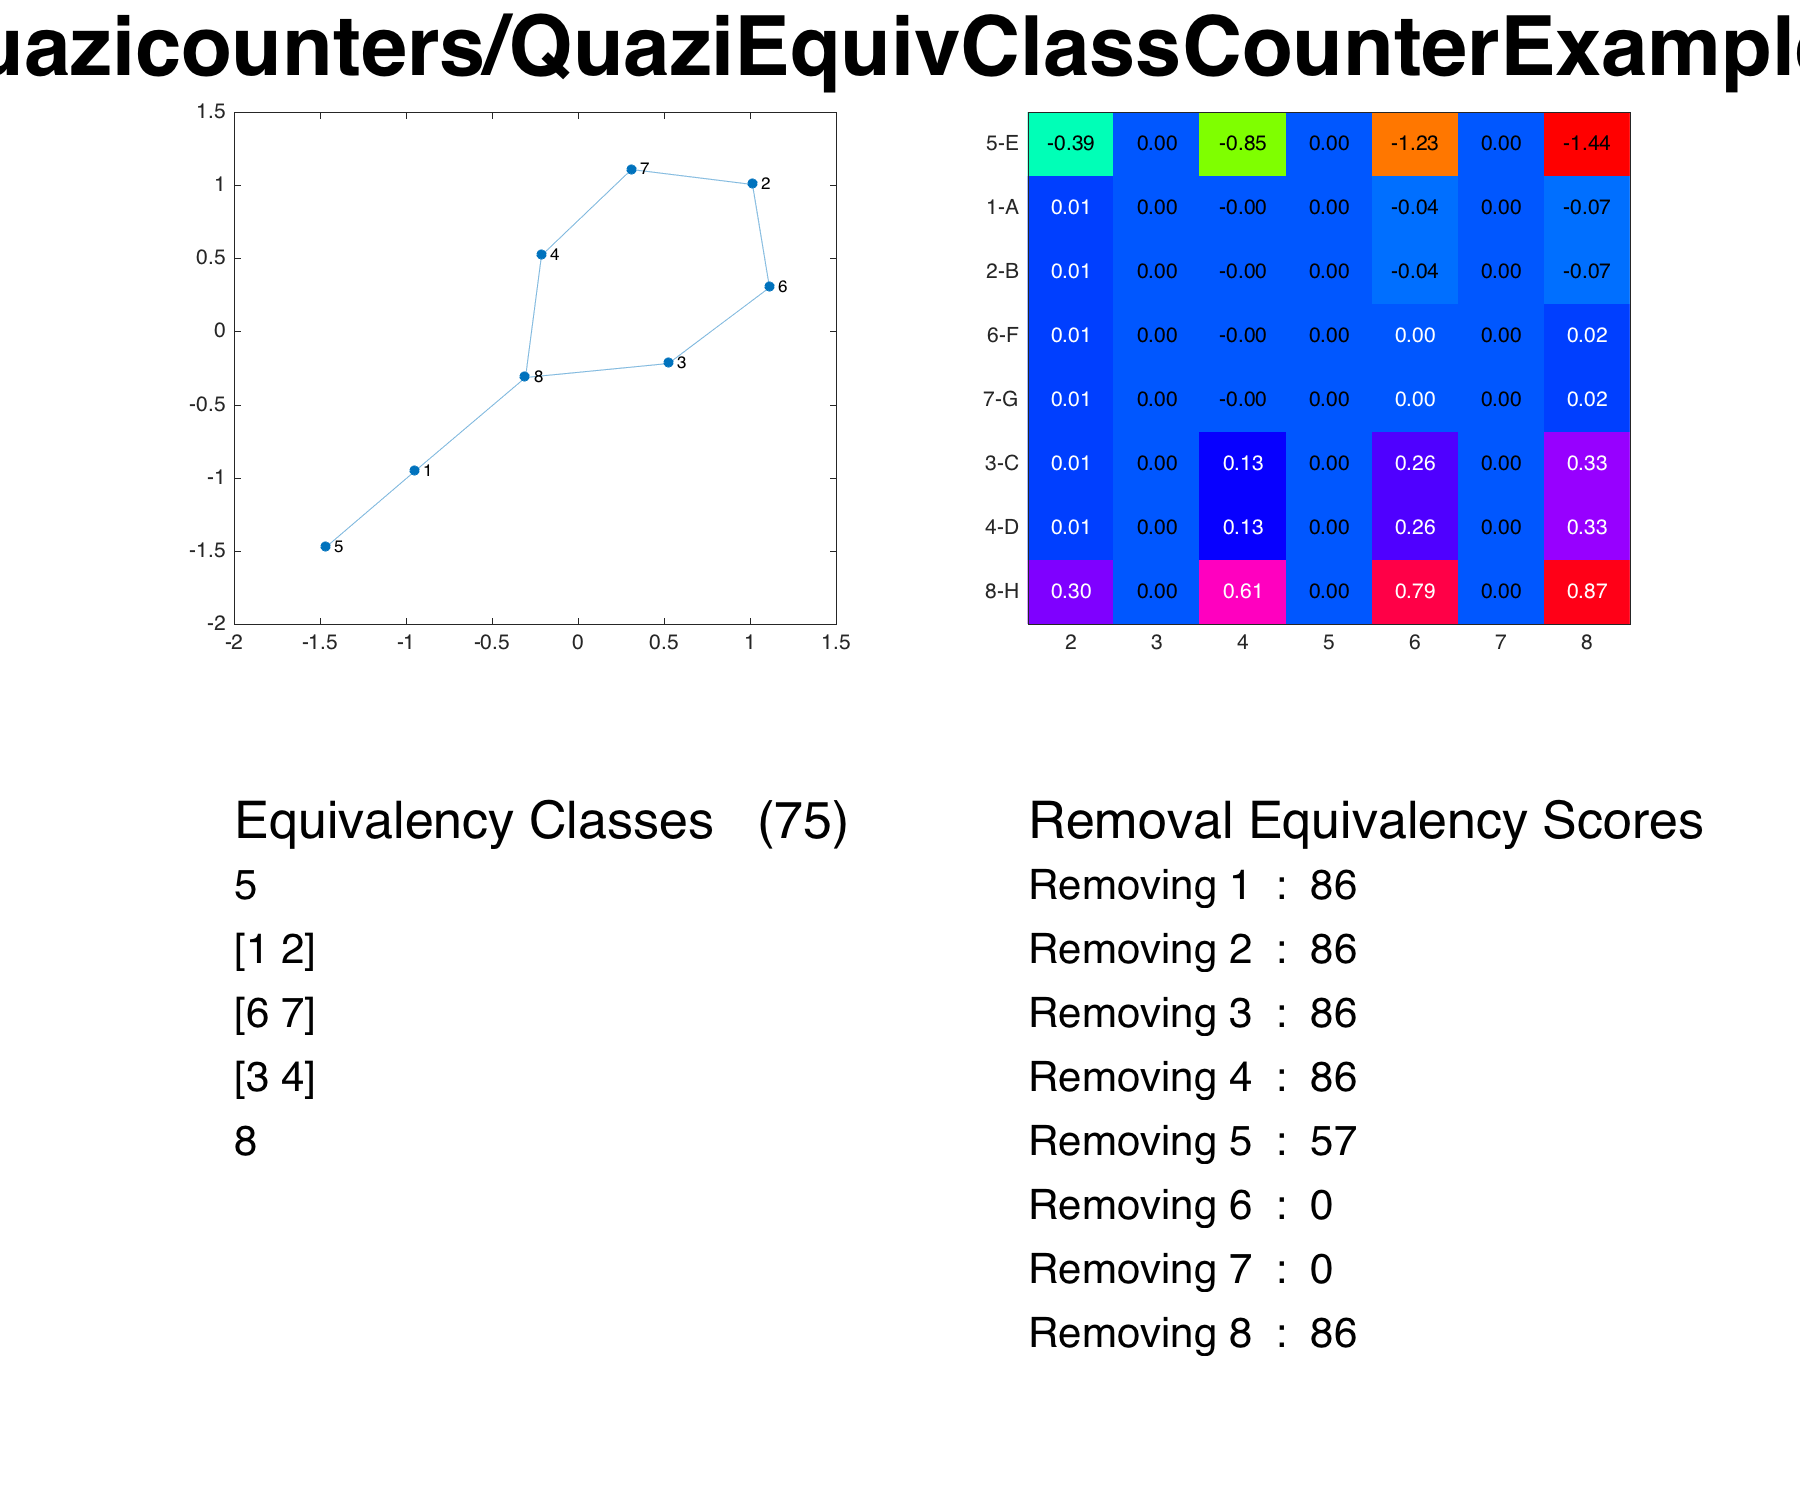 uazicounters/QuaziEquivClassCounterExampl
1.5
1
0.5
0
-0.5
-1
-1.5
-2
-2 -1.5 -1 -0.5 0 0.5 1 1.5
7
2
4
6
3
8
1
5
5-E -0.39 0.00 -0.85 0.00 -1.23 0.00 -1.44
1-A 0.01 0.00 -0.00 0.00 -0.04 0.00 -0.07
2-B 0.01 0.00 -0.00 0.00 -0.04 0.00 -0.07
6-F 0.01 0.00 -0.00 0.00 0.00 0.00 0.02
7-G 0.01 0.00 -0.00 0.00 0.00 0.00 0.02
3-C 0.01 0.00 0.13 0.00 0.26 0.00 0.33
4-D 0.01 0.00 0.13 0.00 0.26 0.00 0.33
8-H 0.30 0.00 0.61 0.00 0.79 0.00 0.87
2 3 4 5 6 7 8
Equivalency Classes (75)
5
[1 2]
[6 7]
[3 4]
8
Removal Equivalency Scores
Removing 1 : 86
Removing 2 : 86
Removing 3 : 86
Removing 4 : 86
Removing 5 : 57
Removing 6 : 0
Removing 7 : 0
Removing 8 : 86